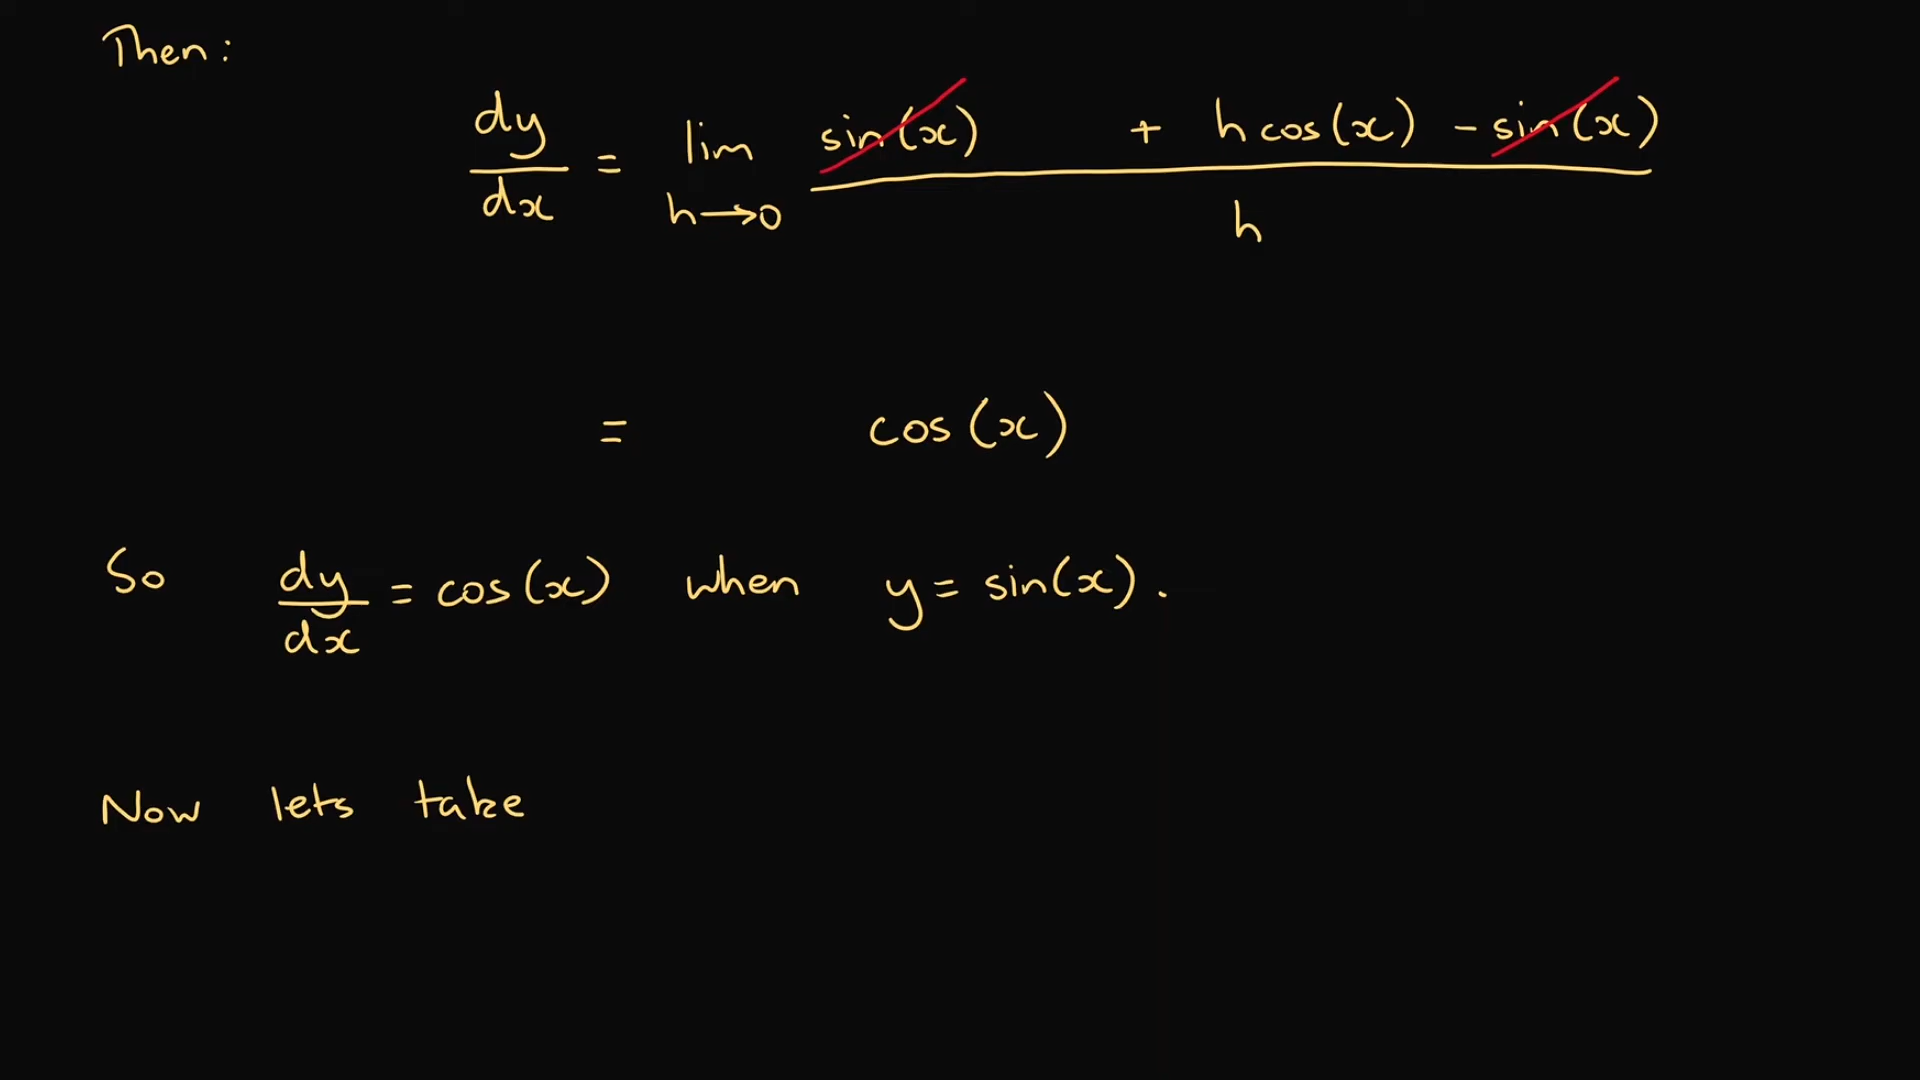 Then:
dy/dx = lim h→0 (sin(x) + h cos(x) - sin(x))/h
= cos(x)
So dy/dx = cos(x) when y = sin(x).
Now lets take